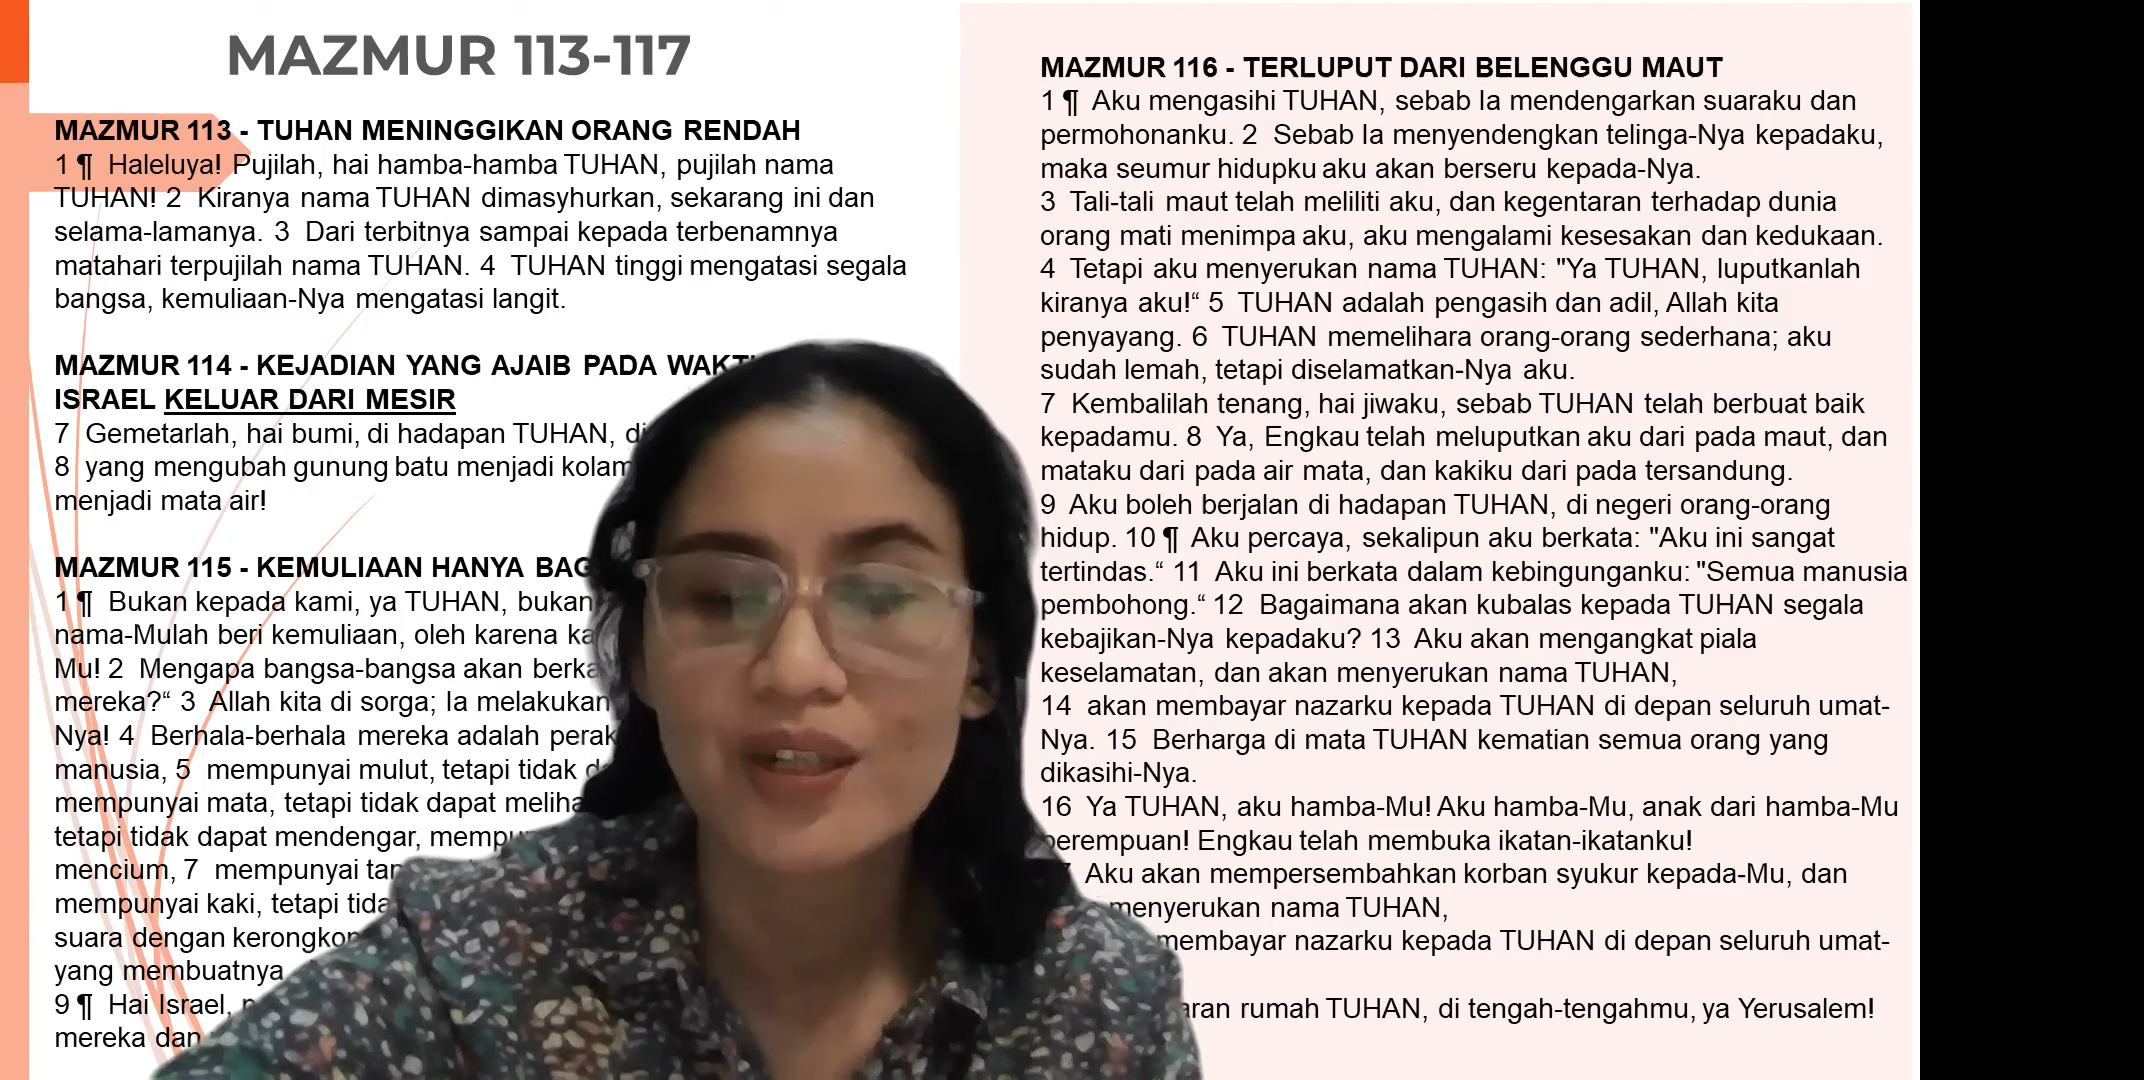 MAZMUR 113-117
MAZMUR 113 - TUHAN MENINGGIKAN ORANG RENDAH
1 ¶ Haleluya! Pujilah, hai hamba-hamba TUHAN, pujilah nama
TUHAN! 2 Kiranya nama TUHAN dimasyhurkan, sekarang ini dan
selama-lamanya. 3 Dari terbitnya sampai kepada terbenamnya
matahari terpujilah nama TUHAN. 4 TUHAN tinggi mengatasi segala
bangsa, kemuliaan-Nya mengatasi langit.
MAZMUR 114 - KEJADIAN YANG AJAIB PADA
ISRAEL KELUAR DARI MESIR
7 Gemetarlah, hai bumi, di hadapan TUHAN,
8 yang mengubah gunung batu menjadi
menjadi mata air!
MAZMUR 115 - KEMULIAAN HANYA
1 ¶ Bukan kepada kami, ya TUHAN, bukan
nama-Mulah beri kemuliaan, oleh karena
Mu! 2 Mengapa bangsa-bangsa akan
mereka?“ 3 Allah kita di sorga; Ia melakukan
Nya! 4 Berhala-berhala mereka adalah perak
manusia, 5 mempunyai mulut, tetapi tidak
mempunyai mata, tetapi tidak dapat
tetapi tidak dapat mendengar,
mencium, 7 mempunyai
mempunyai kaki, tetapi
suara dengan
yang membuatnya
9 ¶ Hai Israel,
mereka dan
MAZMUR 116 - TERLUPUT DARI BELENGGU MAUT
1 ¶ Aku mengasihi TUHAN, sebab Ia mendengarkan suaraku dan
permohonanku. 2 Sebab Ia menyendengkan telinga-Nya kepadaku,
maka seumur hidupku aku akan berseru kepada-Nya.
3 Tali-tali maut telah meliliti aku, dan kegentaran terhadap dunia
orang mati menimpa aku, aku mengalami kesesakan dan kedukaan.
4 Tetapi aku menyerukan nama TUHAN: "Ya TUHAN, luputkanlah
kiranya aku!“ 5 TUHAN adalah pengasih dan adil, Allah kita
penyayang. 6 TUHAN memelihara orang-orang sederhana; aku
sudah lemah, tetapi diselamatkan-Nya aku.
7 Kembalilah tenang, hai jiwaku, sebab TUHAN telah berbuat baik
kepadamu. 8 Ya, Engkau telah meluputkan aku dari pada maut, dan
mataku dari pada air mata, dan kakiku dari pada tersandung.
9 Aku boleh berjalan di hadapan TUHAN, di negeri orang-orang
hidup. 10 ¶ Aku percaya, sekalipun aku berkata: "Aku ini sangat
tertindas.“ 11 Aku ini berkata dalam kebingunganku: "Semua manusia
pembohong.“ 12 Bagaimana akan kubalas kepada TUHAN segala
kebajikan-Nya kepadaku? 13 Aku akan mengangkat piala
keselamatan, dan akan menyerukan nama TUHAN,
14 akan membayar nazarku kepada TUHAN di depan seluruh umat-
Nya. 15 Berharga di mata TUHAN kematian semua orang yang
dikasihi-Nya.
16 Ya TUHAN, aku hamba-Mu! Aku hamba-Mu, anak dari hamba-Mu
perempuan! Engkau telah membuka ikatan-ikatanku!
Aku akan mempersembahkan korban syukur kepada-Mu, dan
menyerukan nama TUHAN,
membayar nazarku kepada TUHAN di depan seluruh umat-
rumah TUHAN, di tengah-tengahmu, ya Yerusalem!